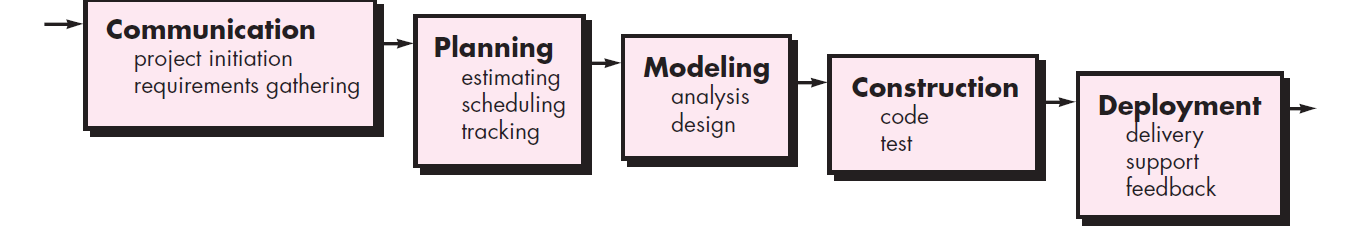 Communication
project initiation
requirements gathering
Planning
estimating
scheduling
tracking
Modeling
analysis
design
Construction
code
test
Deployment
delivery
support
feedback